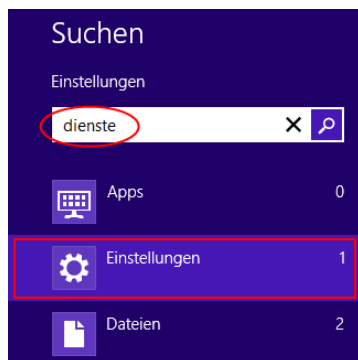 Suchen
Einstellungen
dienste
Apps 0
Einstellungen 1
Dateien 2